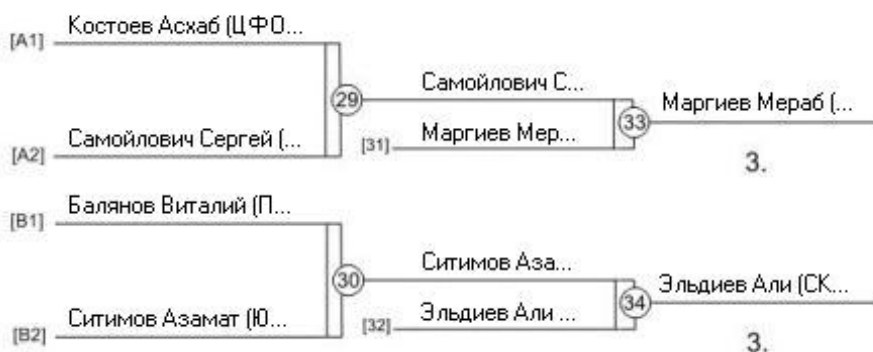 [A1] Костоев Асхаб (ЦФО...
29
Самойлович С...
33
Маргиев Мераб (...
[A2] Самойлович Сергей (...
[31] Маргиев Мер...
3.
[B1] Балянов Виталий (П...
30
Ситимов Аза...
34
Эльдиев Али (СК...
[B2] Ситимов Азамат (Ю...
[32] Эльдиев Али ...
3.